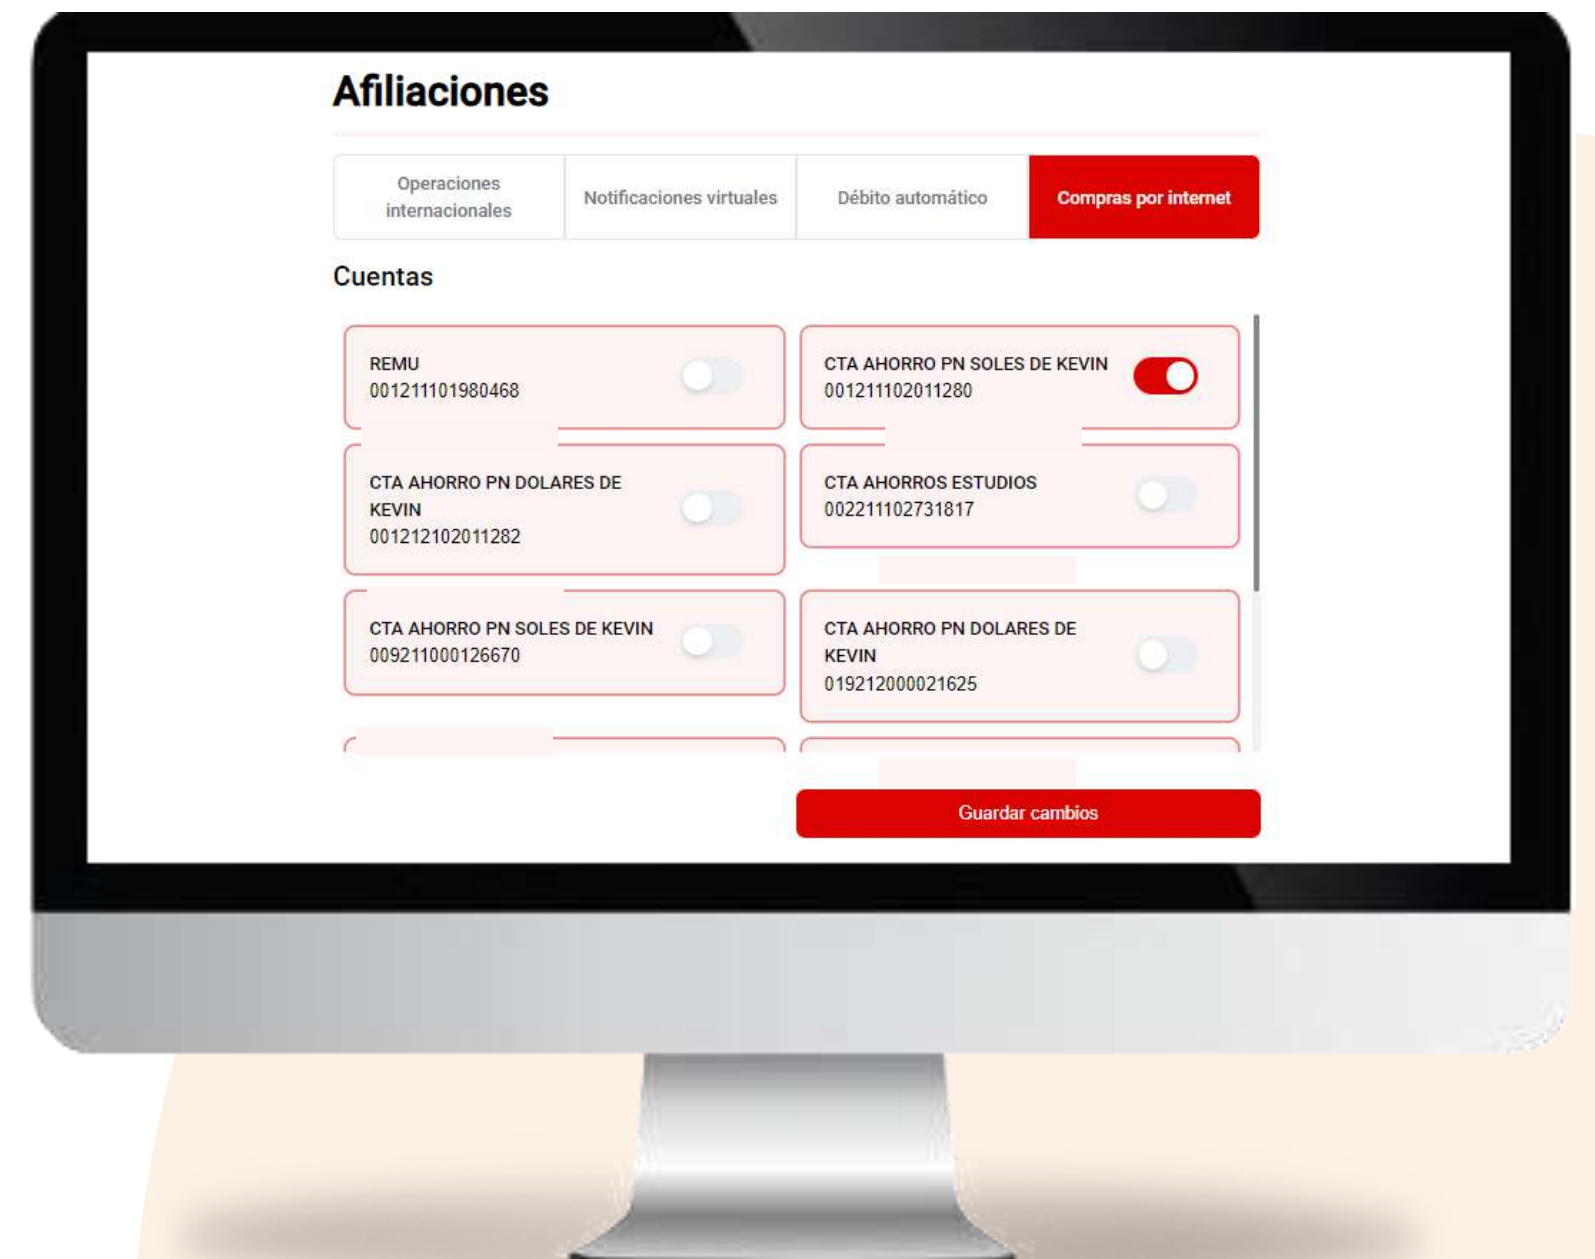 Afiliaciones
Operaciones
internacionales
Notificaciones virtuales
Débito automático
Compras por internet
Cuentas
REMU
001211101980468
CTA AHORRO PN SOLES DE KEVIN
001211102011280
CTA AHORRO PN DOLARES DE
KEVIN
001212102011282
CTA AHORROS ESTUDIOS
002211102731817
CTA AHORRO PN SOLES DE KEVIN
009211000126670
CTA AHORRO PN DOLARES DE
KEVIN
019212000021625
Guardar cambios